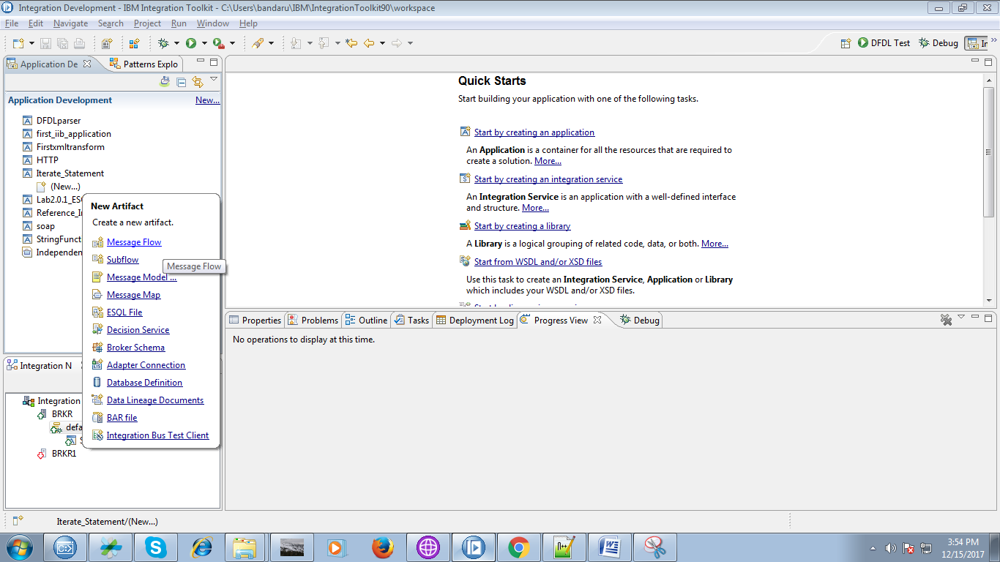 Integration Development - IBM Integration Toolkit - C:\Users\bandaru\IBM\IntegrationToolkit90\workspace
File Edit Navigate Search Project Run Window Help
DFDL Test Debug
Application De Patterns Explo
Application Development New...
DFDLparser
first_iib_application
Firstxmltransform
HTTP
Iterate_Statement
(New...)
Lab2.0.1_ES
Reference_I
soap
StringFunct
Independen
New Artifact
Create a new artifact.
Message Flow
Subflow
Message Flow
Message Model ...
Message Map
ESQL File
Decision Service
Broker Schema
Adapter Connection
Database Definition
Data Lineage Documents
BAR file
Integration Bus Test Client
Integration N
Integration
BRKR
defa
BRKR1
Quick Starts
Start building your application with one of the following tasks.
Start by creating an application
An Application is a container for all the resources that are required to
create a solution. More...
Start by creating an integration service
An Integration Service is an application with a well-defined interface
and structure. More...
Start by creating a library
A Library is a logical grouping of related code, data, or both. More...
Start from WSDL and/or XSD files
Use this task to create an Integration Service, Application or Library
which includes your WSDL and/or XSD files.
Properties Problems Outline Tasks Deployment Log Progress View Debug
No operations to display at this time.
Iterate_Statement/(New...)
3:54 PM
12/15/2017